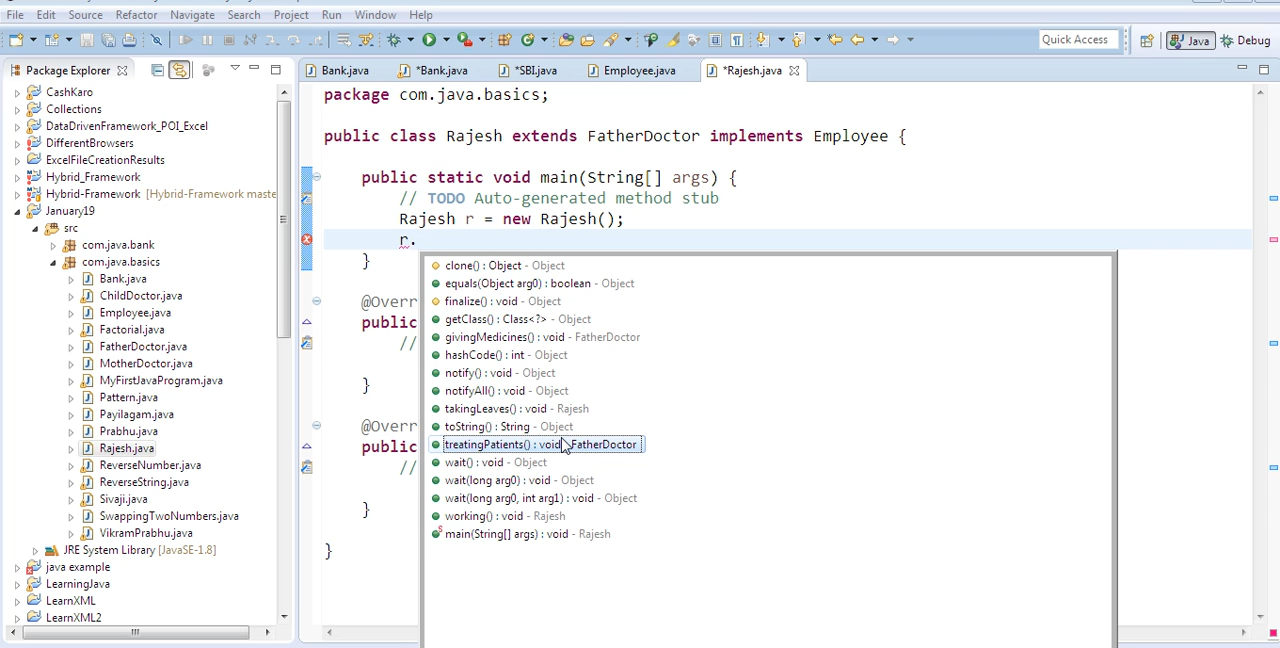 File Edit Source Refactor Navigate Search Project Run Window Help
Quick Access Java Debug
Package Explorer
CashKaro
Collections
DataDrivenFramework_POI_Excel
DifferentBrowsers
ExcelFileCreationResults
Hybrid_Framework
Hybrid-Framework [Hybrid-Framework maste
January19
src
com.java.bank
com.java.basics
Bank.java
ChildDoctor.java
Employee.java
Factorial.java
FatherDoctor.java
MotherDoctor.java
MyFirstJavaProgram.java
Pattern.java
Payilagam.java
Prabhu.java
Rajesh.java
ReverseNumber.java
ReverseString.java
Sivaji.java
SwappingTwoNumbers.java
VikramPrabhu.java
JRE System Library [JavaSE-1.8]
java example
LearningJava
LearnXML
LearnXML2
Bank.java *Bank.java *SBI.java Employee.java *Rajesh.java
package com.java.basics;
public class Rajesh extends FatherDoctor implements Employee {
public static void main(String[] args) {
// TODO Auto-generated method stub
Rajesh r = new Rajesh();
r.
}
@Overr
public
//
}
@Overr
public
//
}
}
clone() : Object - Object
equals(Object arg0) : boolean - Object
finalize() : void - Object
getClass() : Class<?> - Object
givingMedicines() : void - FatherDoctor
hashCode() : int - Object
notify() : void - Object
notifyAll() : void - Object
takingLeaves() : void - Rajesh
toString() : String - Object
treatingPatients() : void - FatherDoctor
wait() : void - Object
wait(long arg0) : void - Object
wait(long arg0, int arg1) : void - Object
working() : void - Rajesh
main(String[] args) : void - Rajesh